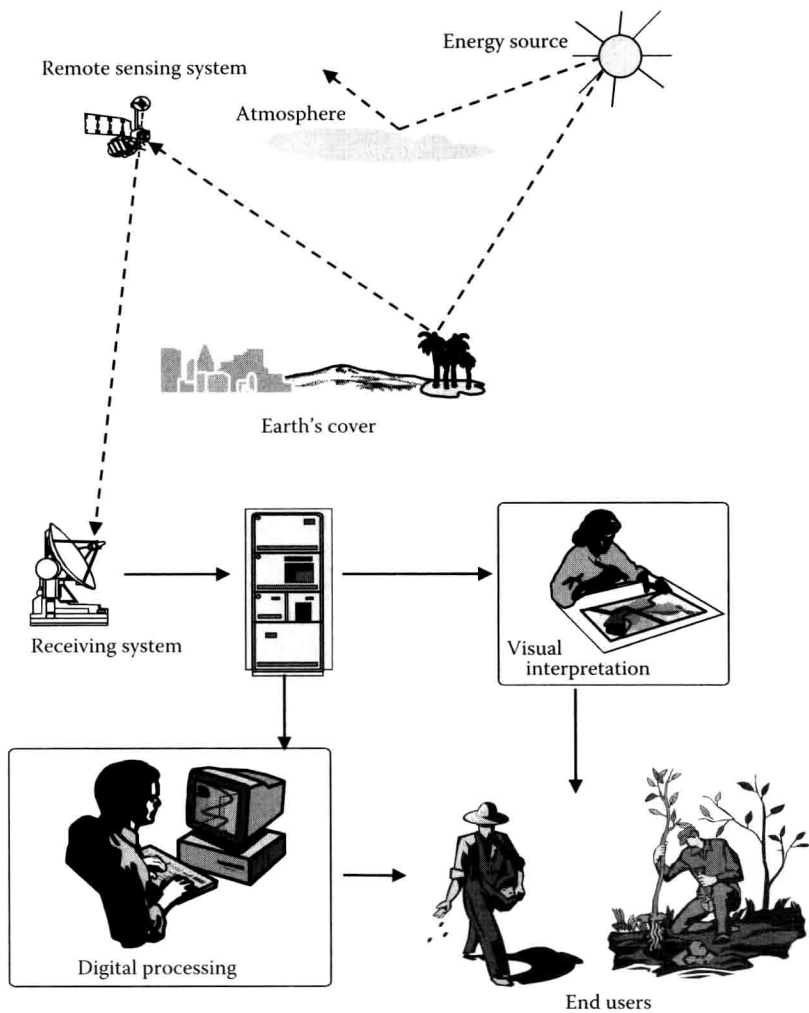 Energy source
Remote sensing system
Atmosphere
Earth's cover
Receiving system
Visual
interpretation
Digital processing
End users